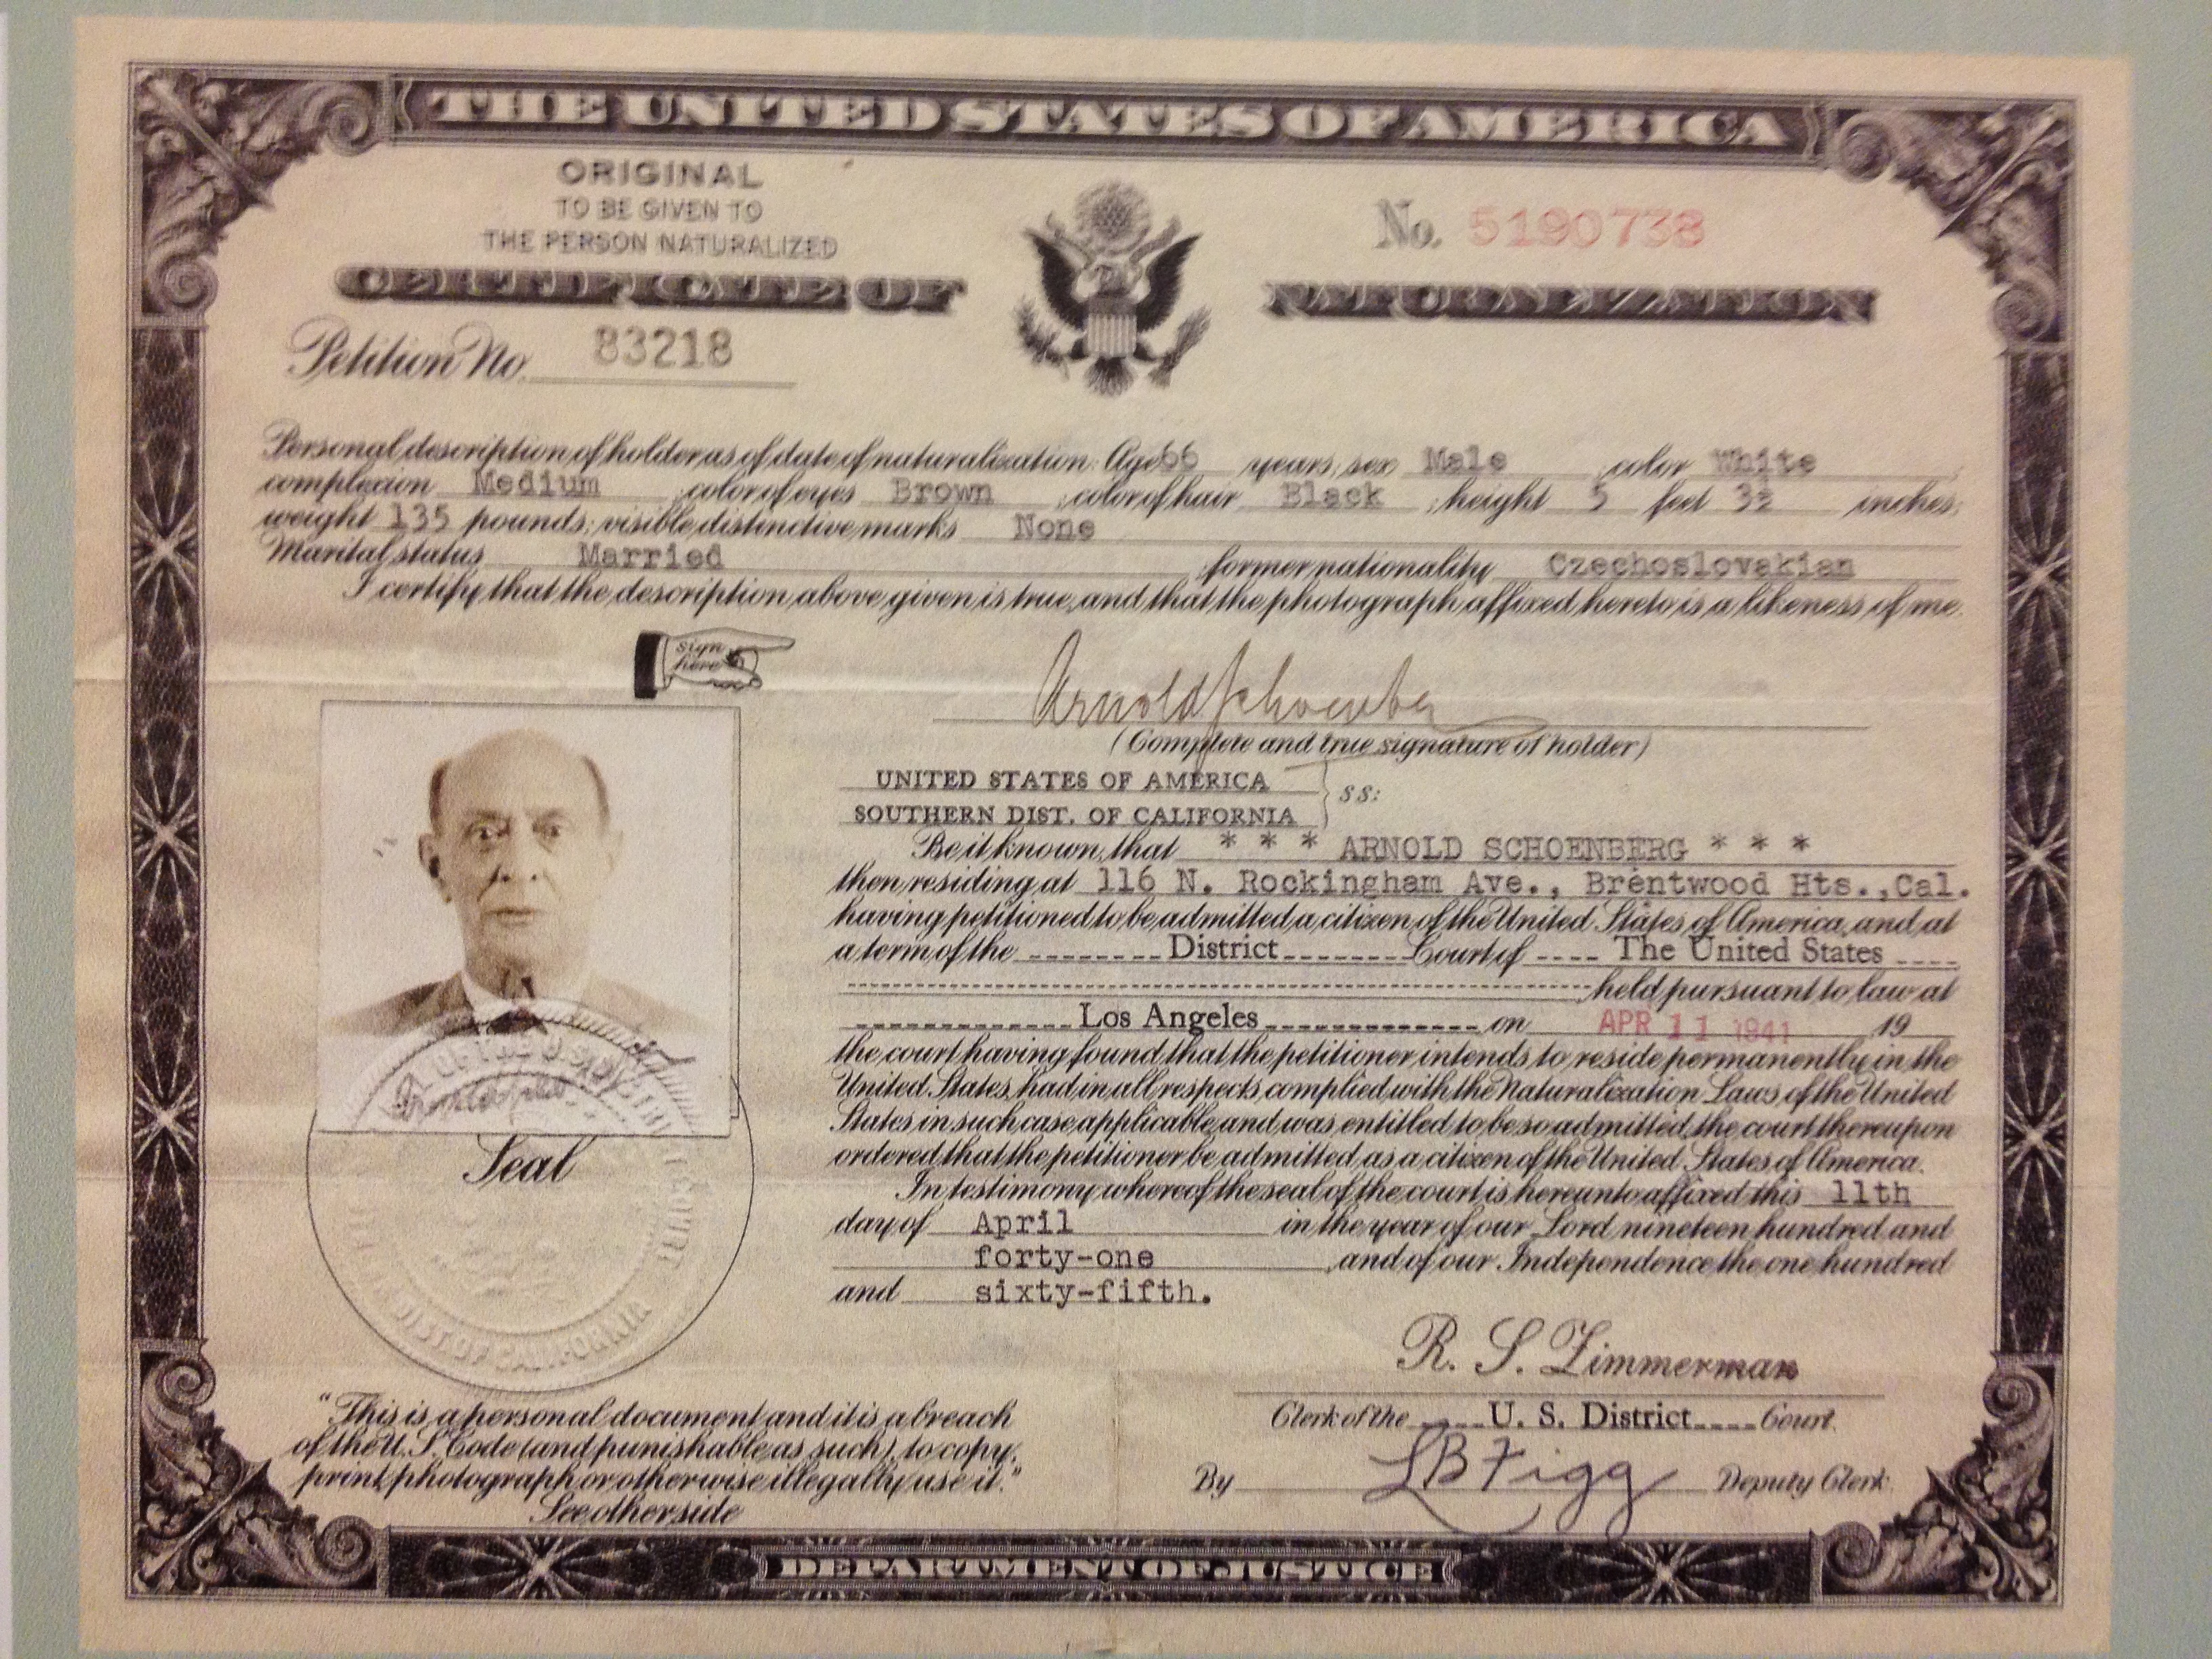 THE UNITED STATES OF AMERICA
ORIGINAL
TO BE GIVEN TO
THE PERSON NATURALIZED
No. 5190738
CERTIFICATE OF NATURALIZATION
Petition No. 83218
Personal description of holder as of date of naturalization: Age 66 years; sex Male color White
complexion Medium ; color of eyes Brown ; color of hair Black ; height 5 feet 3½ inches;
weight 135 pounds; visible distinctive marks None
Marital status Married former nationality Czechoslovakian
I certify that the description above given is true, and that the photograph affixed hereto is a likeness of me.
Sign here
Arnold Schoenberg
(Complete and true signature of holder)
UNITED STATES OF AMERICA
SOUTHERN DIST. OF CALIFORNIA } ss:
Be it known, that * * * ARNOLD SCHOENBERG * * *
then residing at 116 N. Rockingham Ave., Brentwood Hts., Cal.
having petitioned to be admitted a citizen of the United States of America, and at
a term of the District Court of The United States
held pursuant to law at
Los Angeles on APR 11 1941 19
the court having found that the petitioner intends to reside permanently in the
United States, had in all respects complied with the Naturalization Laws of the United
States in such case applicable, and was entitled to be so admitted, the court thereupon
ordered that the petitioner be admitted as a citizen of the United States of America.
In testimony whereof the seal of the court is hereunto affixed this 11th
day of April in the year of our Lord nineteen hundred and
forty-one and of our Independence the one hundred
and sixty-fifth.
Seal
DIST. OF CALIFORNIA
R. S. Zimmerman
Clerk of the U. S. District Court.
By LB Figg Deputy Clerk.
"This is a personal document and it is a breach
of the U. S. Code (and punishable as such), to copy,
print, photograph or otherwise illegally use it."
See other side
DEPARTMENT OF JUSTICE